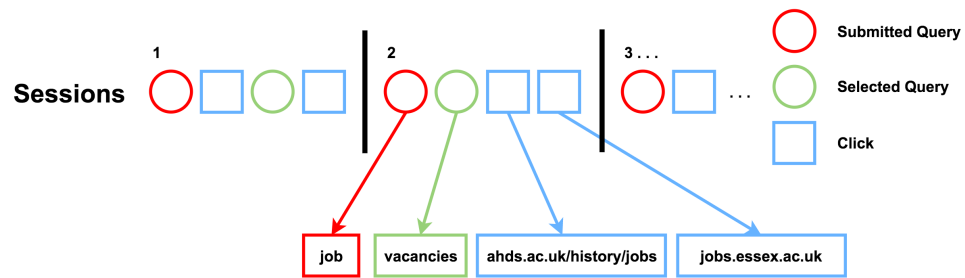 1
2
3 . . .
Submitted Query
Sessions
. . .
Selected Query
Click
job
vacancies
ahds.ac.uk/history/jobs
jobs.essex.ac.uk